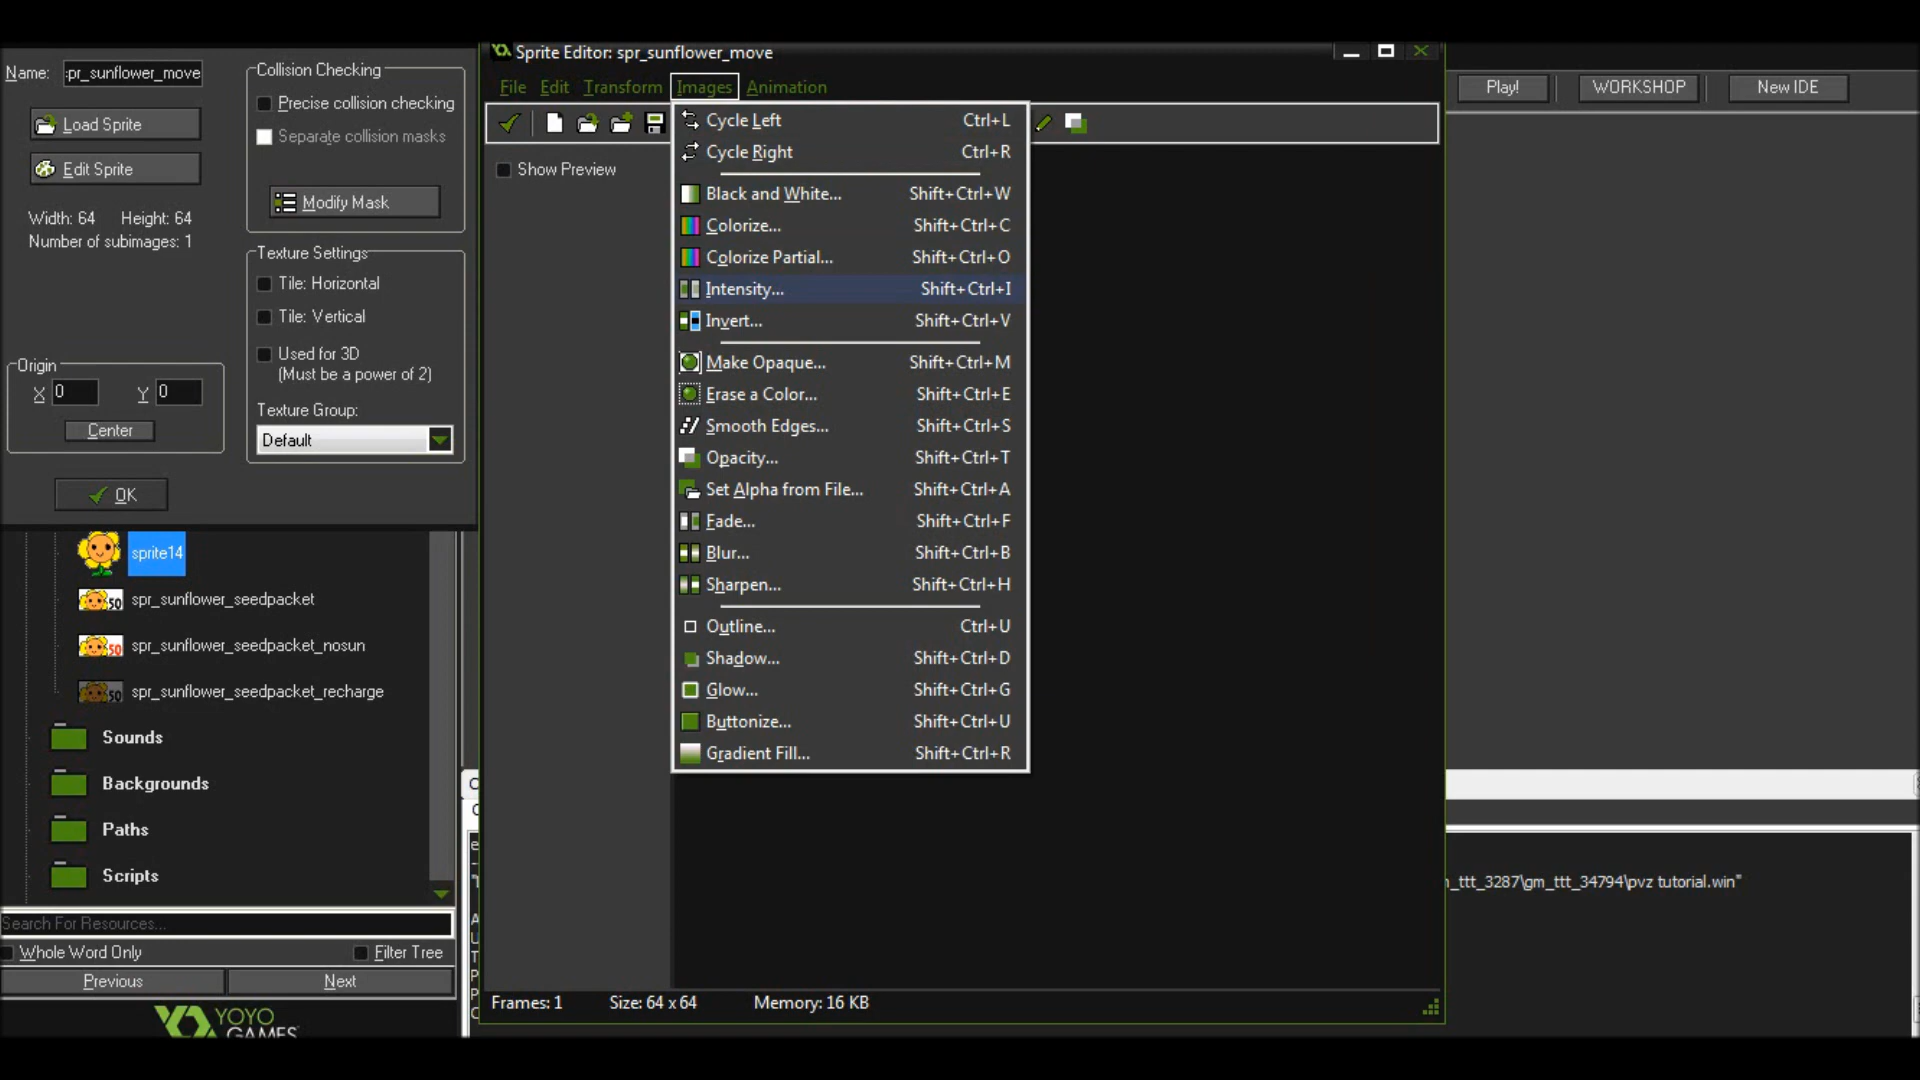 Sprite Editor: spr_sunflower_move
Name: pr_sunflower_move
Load Sprite
Edit Sprite
Width: 64 Height: 64
Number of subimages: 1
Collision Checking
Precise collision checking
Separate collision masks
Modify Mask
Texture Settings
Tile: Horizontal
Tile: Vertical
Used for 3D
(Must be a power of 2)
Texture Group:
Default
Origin
X 0 Y 0
Center
OK
File Edit Transform Images Animation
Show Preview
Cycle Left Ctrl+L
Cycle Right Ctrl+R
Black and White... Shift+Ctrl+W
Colorize... Shift+Ctrl+C
Colorize Partial... Shift+Ctrl+O
Intensity... Shift+Ctrl+I
Invert... Shift+Ctrl+V
Make Opaque... Shift+Ctrl+M
Erase a Color... Shift+Ctrl+E
Smooth Edges... Shift+Ctrl+S
Opacity... Shift+Ctrl+T
Set Alpha from File... Shift+Ctrl+A
Fade... Shift+Ctrl+F
Blur... Shift+Ctrl+B
Sharpen... Shift+Ctrl+H
Outline... Ctrl+U
Shadow... Shift+Ctrl+D
Glow... Shift+Ctrl+G
Buttonize... Shift+Ctrl+U
Gradient Fill... Shift+Ctrl+R
Play! WORKSHOP New IDE
sprite14
50 spr_sunflower_seedpacket
50 spr_sunflower_seedpacket_nosun
50 spr_sunflower_seedpacket_recharge
Sounds
Backgrounds
Paths
Scripts
Search For Resources...
Whole Word Only Filter Tree
Previous Next
YOYO
GAMES
Frames: 1 Size: 64 x 64 Memory: 16 KB
_ttt_3287\gm_ttt_34794\pvz tutorial.win"